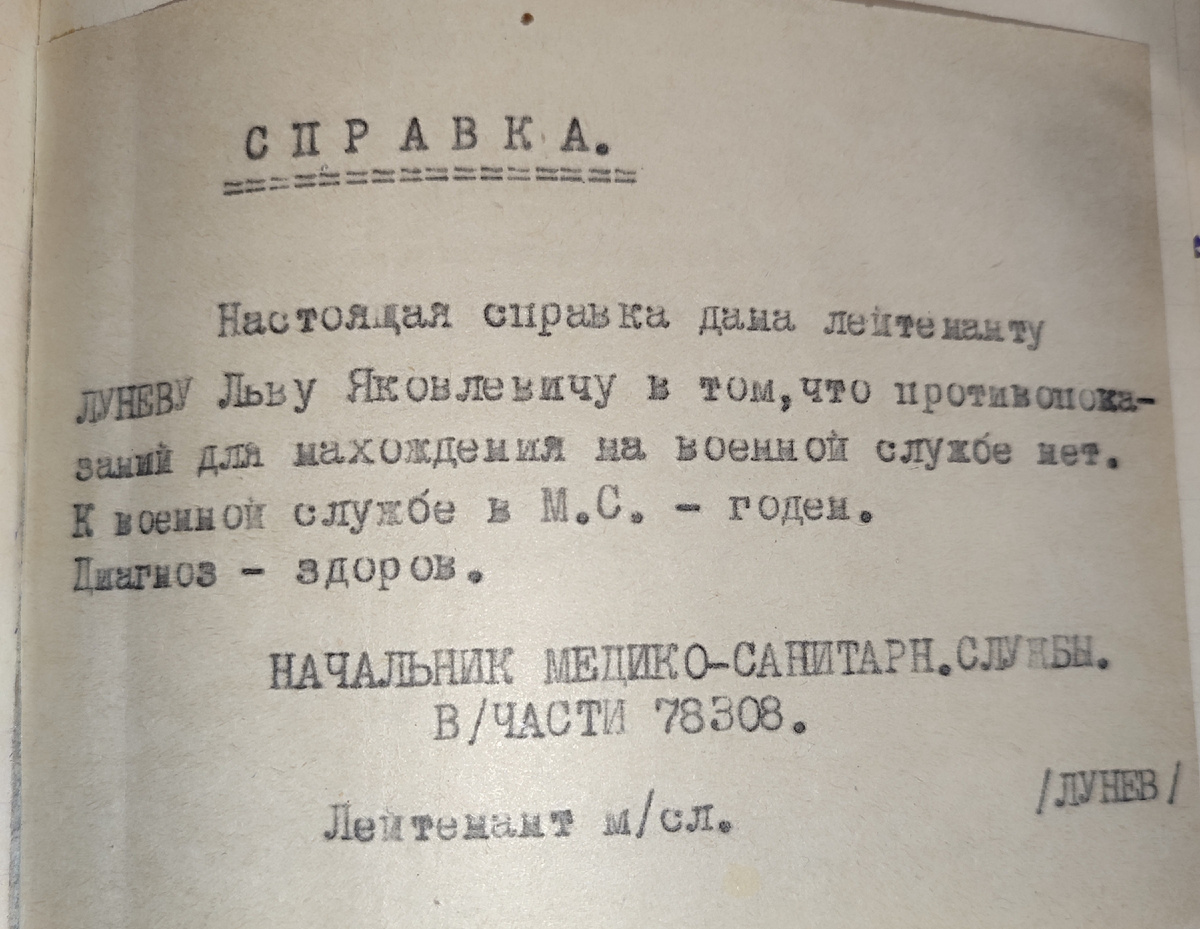 СПРАВКА.
==================
Настоящая справка дана лейтенанту
ЛУНЕВУ Льву Яковлевичу в том,что противопока-
заний для нахождения на военной службе нет.
К военной службе в М.С. - годен.
Диагноз - здоров.
НАЧАЛЬНИК МЕДИКО-САНИТАРН.СЛУЖБЫ.
В/ЧАСТИ 78308.
Лейтенант м/сл.
/ЛУНЕВ/